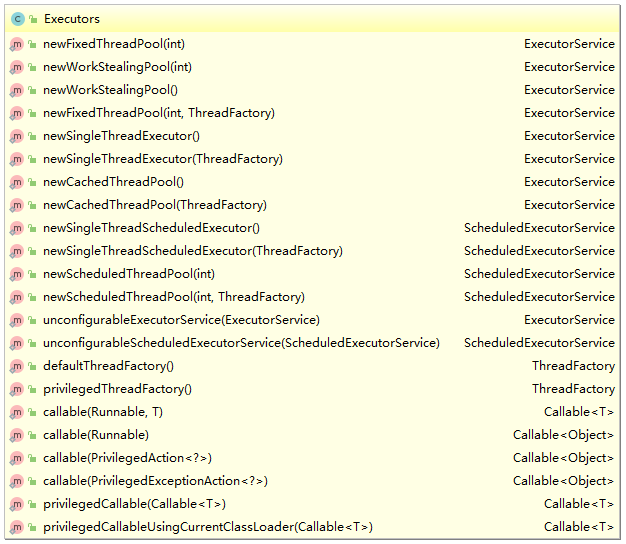 C Executors
m newFixedThreadPool(int) ExecutorService
m newWorkStealingPool(int) ExecutorService
m newWorkStealingPool() ExecutorService
m newFixedThreadPool(int, ThreadFactory) ExecutorService
m newSingleThreadExecutor() ExecutorService
m newSingleThreadExecutor(ThreadFactory) ExecutorService
m newCachedThreadPool() ExecutorService
m newCachedThreadPool(ThreadFactory) ExecutorService
m newSingleThreadScheduledExecutor() ScheduledExecutorService
m newSingleThreadScheduledExecutor(ThreadFactory) ScheduledExecutorService
m newScheduledThreadPool(int) ScheduledExecutorService
m newScheduledThreadPool(int, ThreadFactory) ScheduledExecutorService
m unconfigurableExecutorService(ExecutorService) ExecutorService
m unconfigurableScheduledExecutorService(ScheduledExecutorService) ScheduledExecutorService
m defaultThreadFactory() ThreadFactory
m privilegedThreadFactory() ThreadFactory
m callable(Runnable, T) Callable<T>
m callable(Runnable) Callable<Object>
m callable(PrivilegedAction<?>) Callable<Object>
m callable(PrivilegedExceptionAction<?>) Callable<Object>
m privilegedCallable(Callable<T>) Callable<T>
m privilegedCallableUsingCurrentClassLoader(Callable<T>) Callable<T>